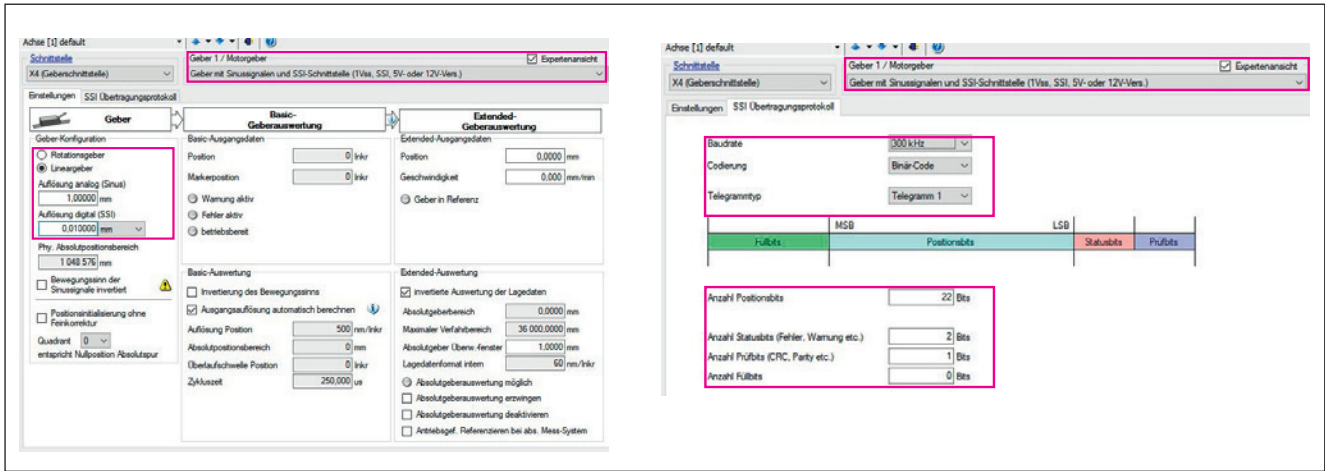 Achse [1] default
Schnittstelle
X4 (Geberschnittstelle)
Geber 1 / Motorgeber
Expertenansicht
Geber mit Sinussignalen und SSI-Schnittstelle (1Vss, SSI, 5V- oder 12V-Vers.)
Einstellungen SSI Übertragungsprotokoll
Geber
Basic-
Geberauswertung
Extended-
Geberauswertung
Geber-Konfiguration
Rotationsgeber
Lineargeber
Auflösung analog (Sinus)
1,00000 mm
Auflösung digital (SSI)
0,010000 mm
Phy. Absolutpositionsbereich
1 048 576 mm
Bewegungssinn der
Sinussignale invertiert
Positionsinitialisierung ohne
Feinkorrektur
Quadrant 0
entspricht Nullposition Absolutspur
Basic-Ausgangsdaten
Position 0 Inkr
Markerposition 0 Inkr
Warnung aktiv
Fehler aktiv
betriebsbereit
Basic-Auswertung
Invertierung des Bewegungssinns
Ausgangsauflösung automatisch berechnen
Auflösung Position 500 nm/Inkr
Absolutpositionsbereich 0 mm
Überlaufschwelle Position 0 Inkr
Zykluszeit 250,000 us
Extended-Ausgangsdaten
Position 0,0000 mm
Geschwindigkeit 0,000 mm/min
Geber in Referenz
Extended-Auswertung
invertierte Auswertung der Lagedaten
Absolutgeberbereich 0,0000 mm
Maximaler Verfahrbereich 36 000,0000 mm
Absolutgeber Überw.-fenster 1,0000 mm
Lagedatenformat intern 60 nm/Inkr
Absolutgeberauswertung möglich
Absolutgeberauswertung erzwingen
Absolutgeberauswertung deaktivieren
Antriebsgef. Referenzieren bei abs. Mess-System
Achse [1] default
Schnittstelle
X4 (Geberschnittstelle)
Geber 1 / Motorgeber
Expertenansicht
Geber mit Sinussignalen und SSI-Schnittstelle (1Vss, SSI, 5V- oder 12V-Vers.)
Einstellungen SSI Übertragungsprotokoll
Baudrate 300 kHz
Codierung Binär-Code
Telegrammtyp Telegramm 1
MSB LSB
Füllbits Positionsbits Statusbits Prüfbits
Anzahl Positionsbits 22 Bits
Anzahl Statusbits (Fehler, Warnung etc.) 2 Bits
Anzahl Prüfbits (CRC, Party etc.) 1 Bits
Anzahl Füllbits 0 Bits